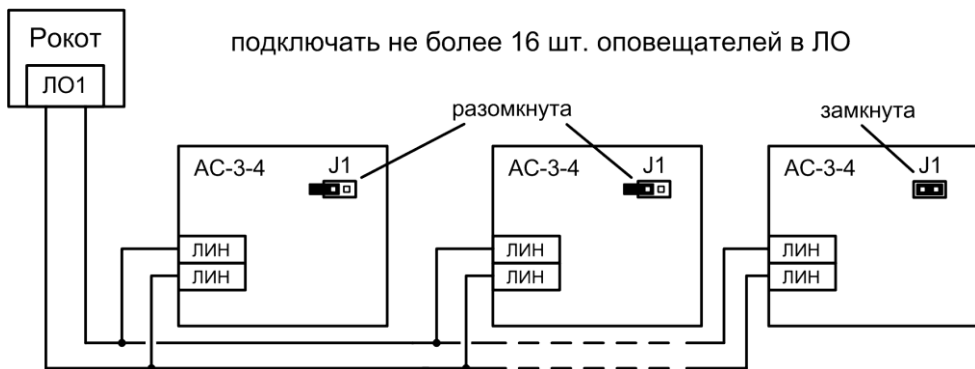 Рокот
ЛО1
подключать не более 16 шт. оповещателей в ЛО
разомкнута
замкнута
АС-3-4
J1
ЛИН
ЛИН
АС-3-4
J1
ЛИН
ЛИН
АС-3-4
J1
ЛИН
ЛИН